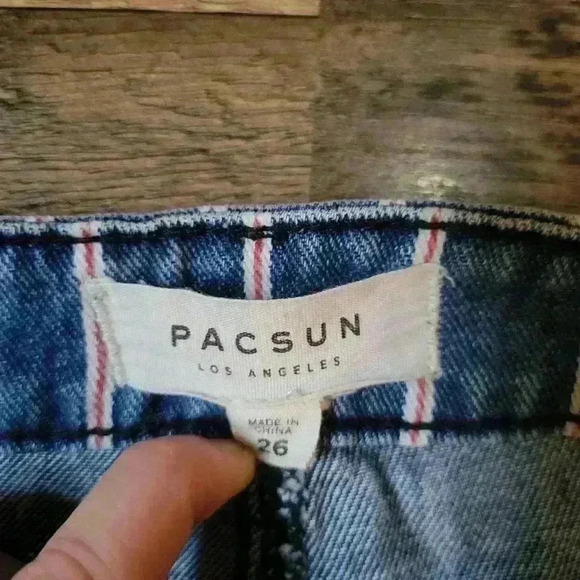 PACSUN
LOS ANGELES
MADE IN
CHINA
26